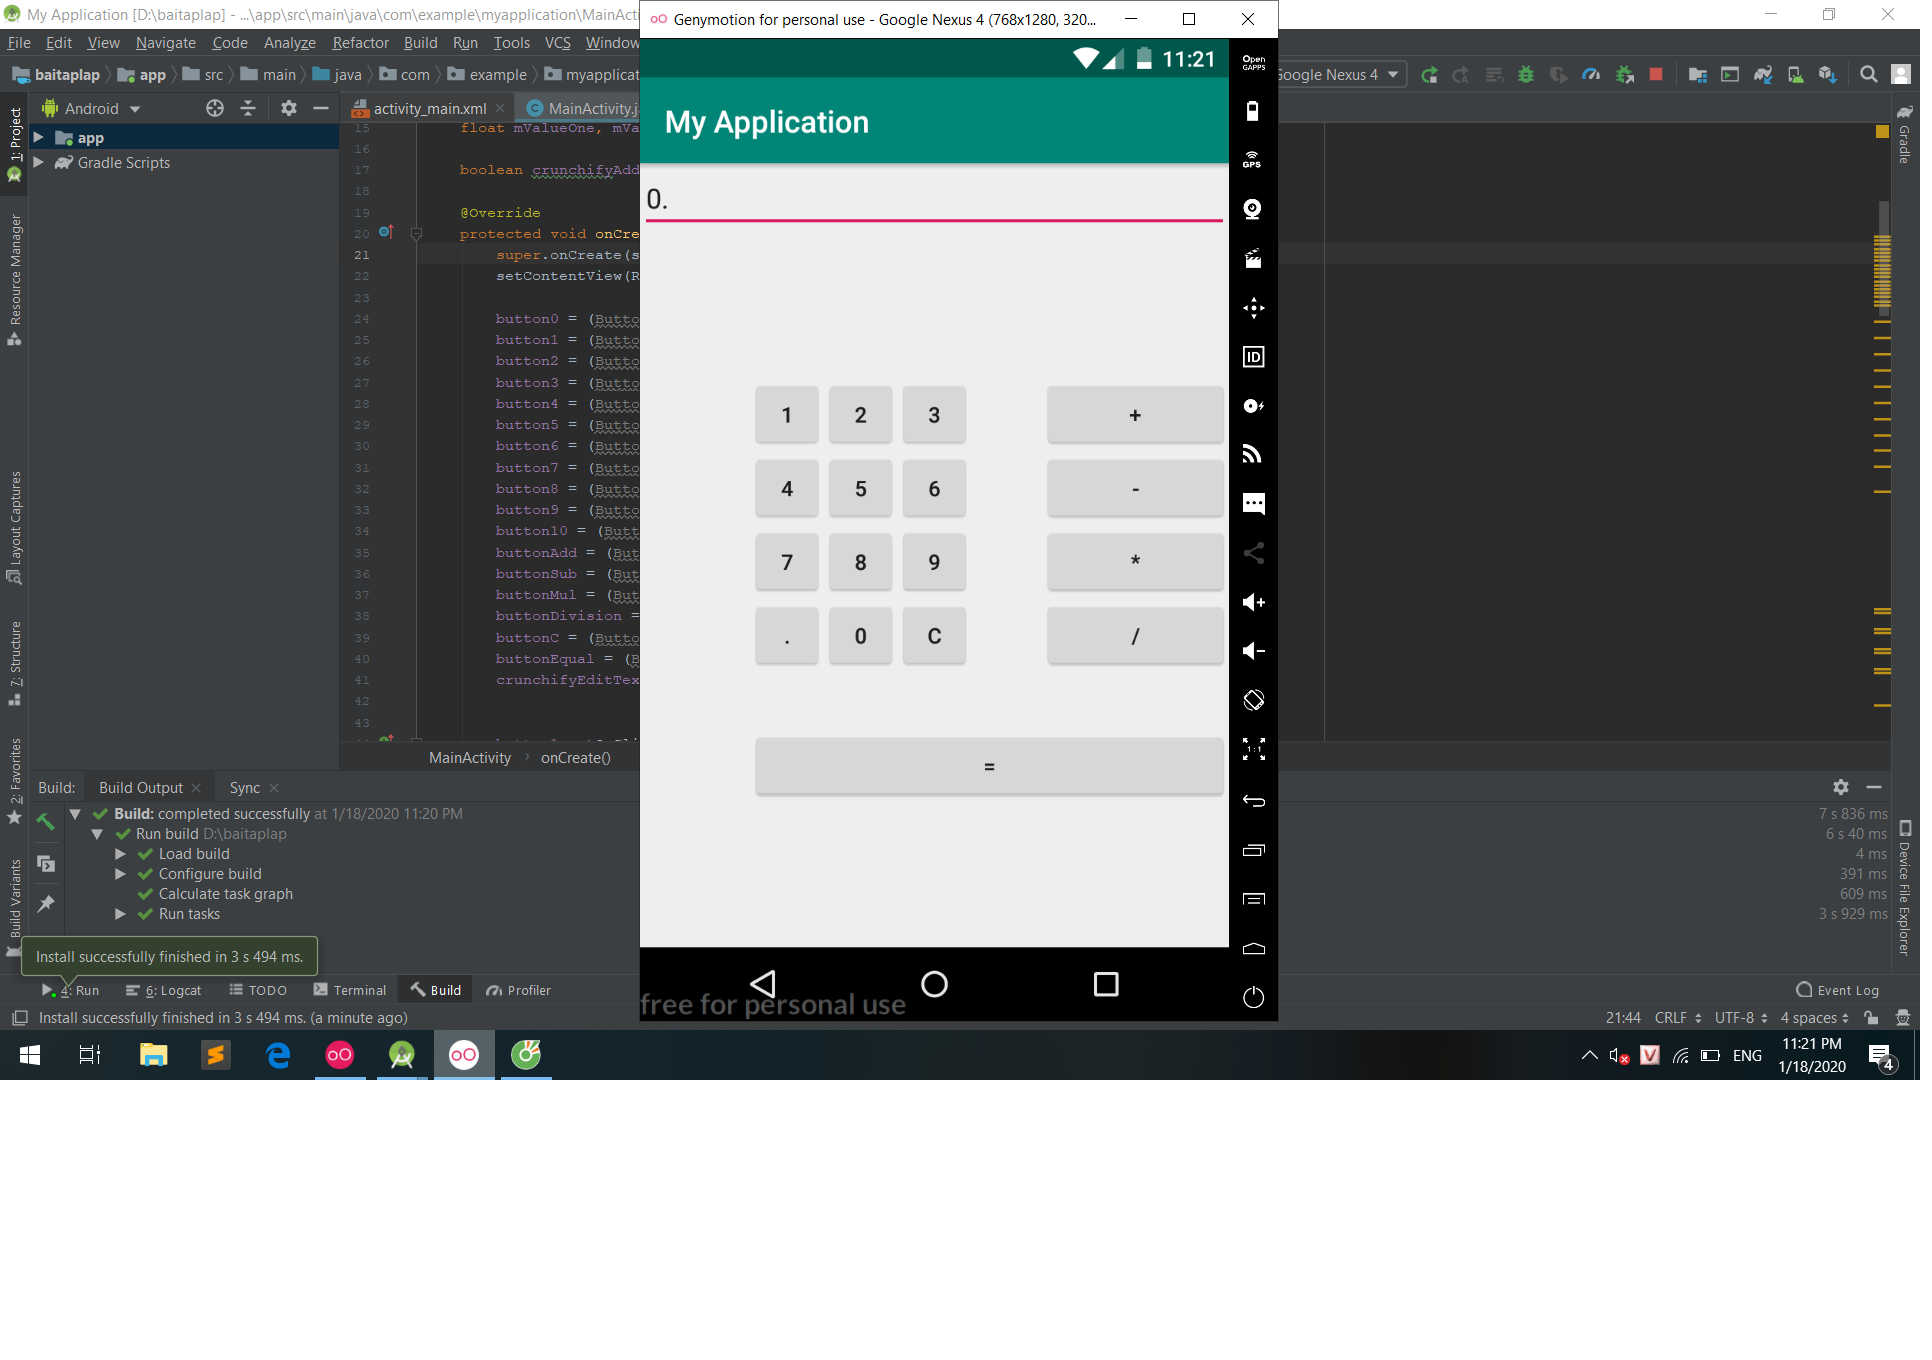 My Application [D:\baitaplap] - ...\app\src\main\java\com\example\myapplication\MainActi
File Edit View Navigate Code Analyze Refactor Build Run Tools VCS Window
baitaplap app src main java com example myapplicat
Google Nexus 4
Android
activity_main.xml
MainActivity.j
app
Gradle Scripts
1: Project
Resource Manager
Layout Captures
7: Structure
2: Favorites
Build Variants
Gradle
Device File Explorer
15 float mValueOne, mVa
16
17 boolean crunchifyAdd
18
19 @Override
20 protected void onCre
21 super.onCreate(s
22 setContentView(R
23
24 button0 = (Butto
25 button1 = (Butto
26 button2 = (Butto
27 button3 = (Butto
28 button4 = (Butto
29 button5 = (Butto
30 button6 = (Butto
31 button7 = (Butto
32 button8 = (Butto
33 button9 = (Butto
34 button10 = (Butt
35 buttonAdd = (But
36 buttonSub = (But
37 buttonMul = (But
38 buttonDivision =
39 buttonC = (Butto
40 buttonEqual = (B
41 crunchifyEditTex
42
43
MainActivity › onCreate()
Genymotion for personal use - Google Nexus 4 (768x1280, 320...
11:21
My Application
0.
1 2 3 +
4 5 6 -
7 8 9 *
. 0 C /
=
free for personal use
Open GAPPS
GPS
ID
1:1
Build: Build Output Sync
Build: completed successfully at 1/18/2020 11:20 PM 7 s 836 ms
Run build D:\baitaplap 6 s 40 ms
Load build 4 ms
Configure build 391 ms
Calculate task graph 609 ms
Run tasks 3 s 929 ms
Install successfully finished in 3 s 494 ms.
4: Run 6: Logcat TODO Terminal Build Profiler Event Log
Install successfully finished in 3 s 494 ms. (a minute ago)
21:44 CRLF UTF-8 4 spaces
ENG
11:21 PM
1/18/2020
4